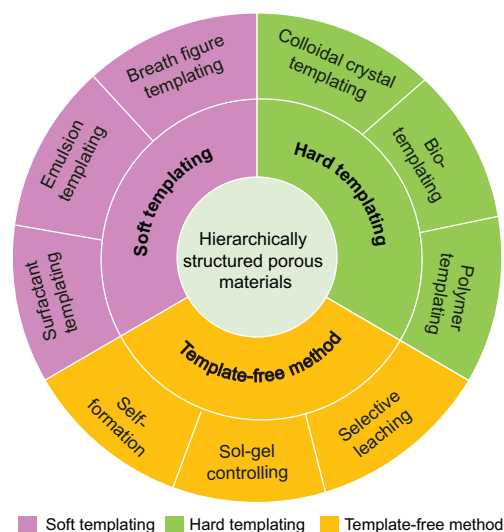 Breath figure
templating
Colloidal crystal
templating
Emulsion
templating
Bio-
templating
Soft templating
Hard templating
Hierarchically
structured porous
materials
Surfactant
templating
Polymer
templating
Template-free method
Self-
formation
Sol-gel
controlling
Selective
leaching
Soft templating
Hard templating
Template-free method